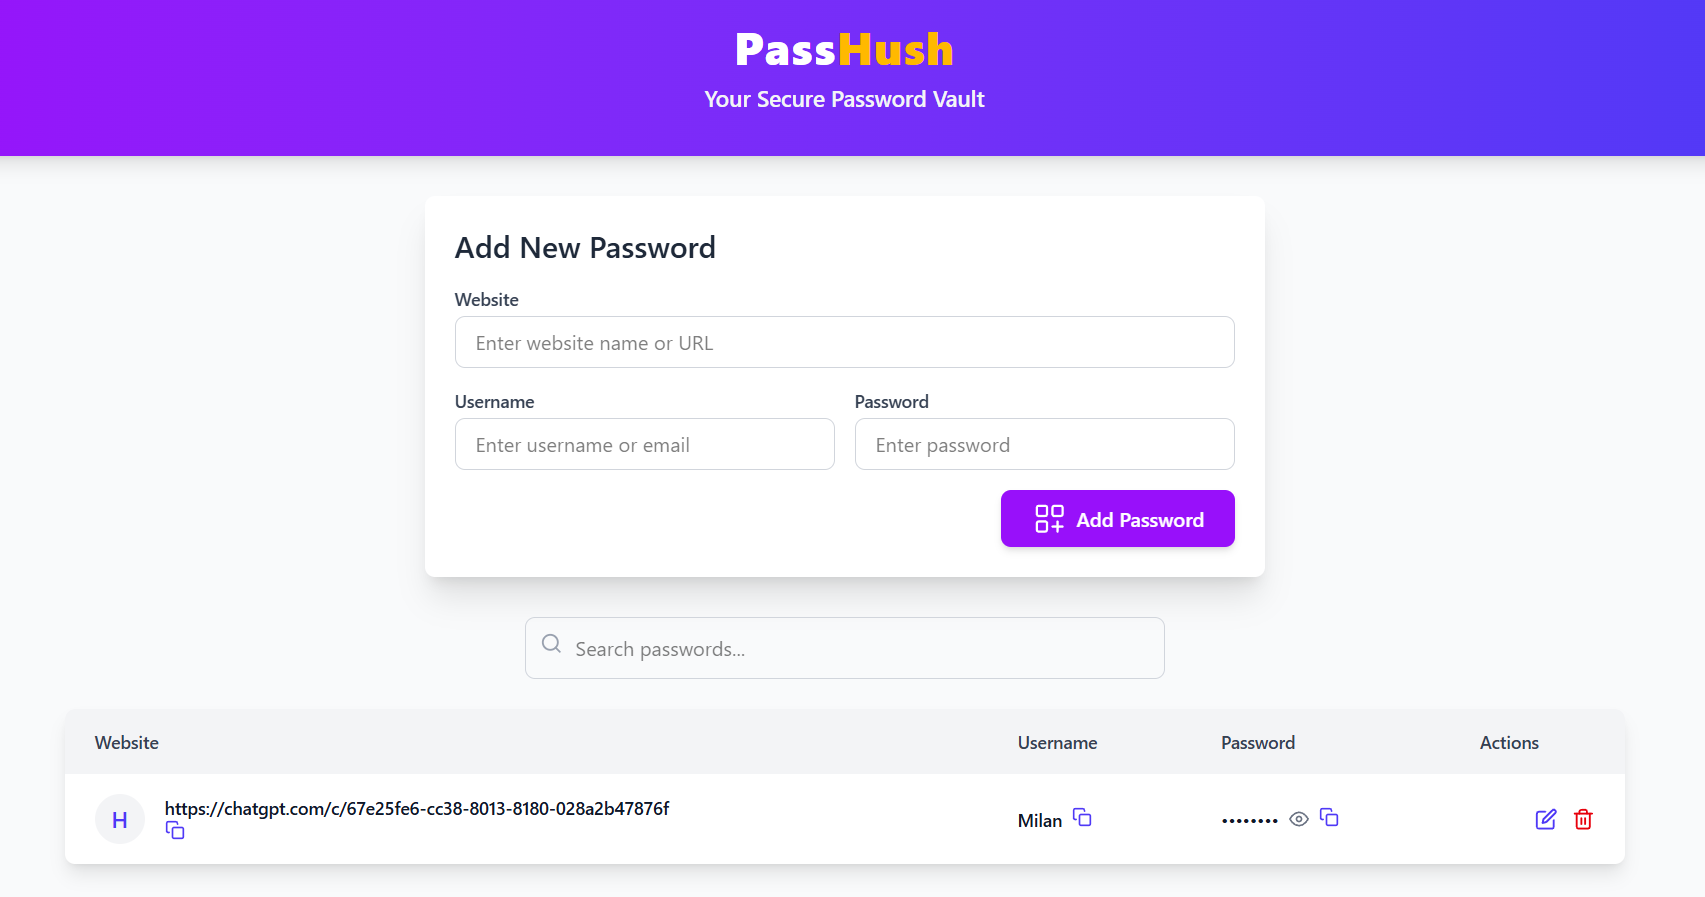 PassHush
Your Secure Password Vault
Add New Password
Website
Enter website name or URL
Username Password
Enter username or email Enter password
Add Password
Search passwords...
Website Username Password Actions
H https://chatgpt.com/c/67e25fe6-cc38-8013-8180-028a2b47876f Milan ••••••••